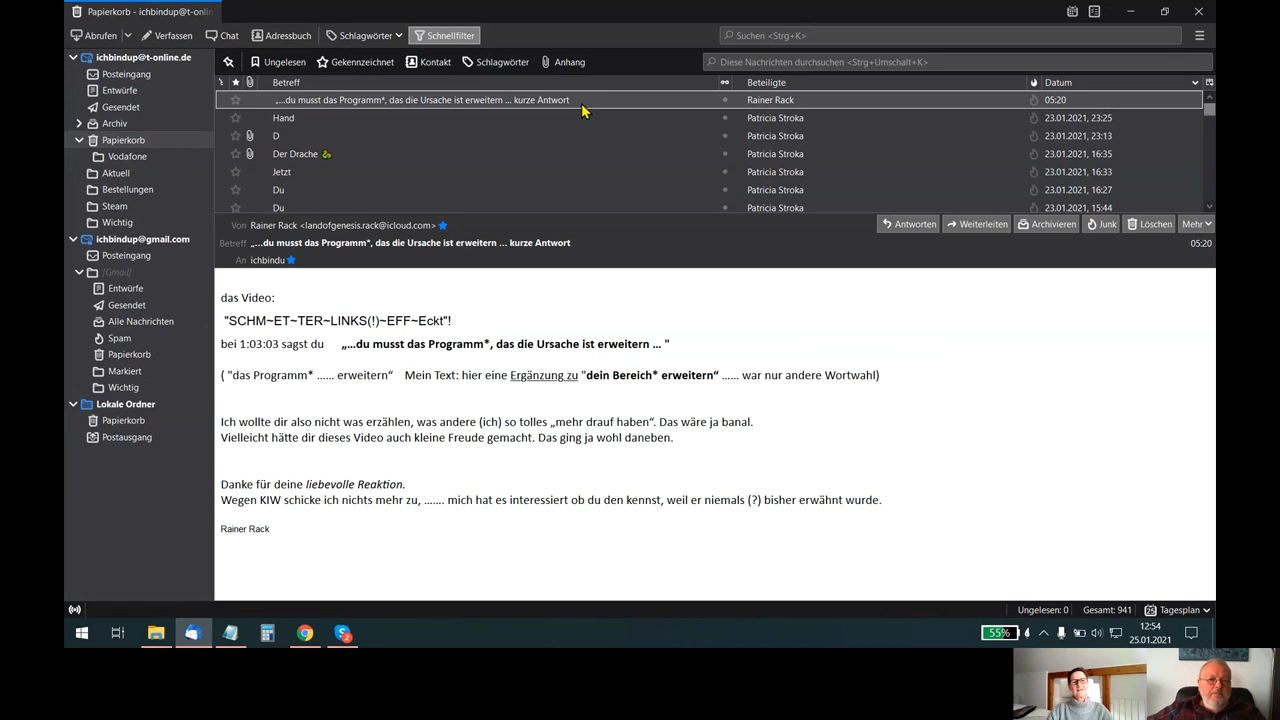 Papierkorb - ichbindup@t-onlin
Abrufen Verfassen Chat Adressbuch Schlagwörter Schnellfilter Suchen <Strg+K>
ichbindup@t-online.de
Posteingang
Entwürfe
Gesendet
Archiv
Papierkorb
Vodafone
Aktuell
Bestellungen
Steam
Wichtig
ichbindup@gmail.com
Posteingang
[Gmail]
Entwürfe
Gesendet
Alle Nachrichten
Spam
Papierkorb
Markiert
Wichtig
Lokale Ordner
Papierkorb
Postausgang
Ungelesen Gekennzeichnet Kontakt Schlagwörter Anhang Diese Nachrichten durchsuchen <Strg+Umschalt+K>
Betreff Beteiligte Datum
„...du musst das Programm*, das die Ursache ist erweitern ... kurze Antwort Rainer Rack 05:20
Hand Patricia Stroka 23.01.2021, 23:25
D Patricia Stroka 23.01.2021, 23:13
Der Drache Patricia Stroka 23.01.2021, 16:35
Jetzt Patricia Stroka 23.01.2021, 16:33
Du Patricia Stroka 23.01.2021, 16:27
Du Patricia Stroka 23.01.2021, 15:44
Von Rainer Rack <landofgenesis.rack@icloud.com> Antworten Weiterleiten Archivieren Junk Löschen Mehr
Betreff „...du musst das Programm*, das die Ursache ist erweitern ... kurze Antwort 05:20
An ichbindu
das Video:
"SCHM~ET~TER~LINKS(!)~EFF~Eckt"!
bei 1:03:03 sagst du „...du musst das Programm*, das die Ursache ist erweitern ... "
( "das Programm* ...... erweitern“ Mein Text: hier eine Ergänzung zu "dein Bereich* erweitern“ ...... war nur andere Wortwahl)
Ich wollte dir also nicht was erzählen, was andere (ich) so tolles „mehr drauf haben“. Das wäre ja banal.
Vielleicht hätte dir dieses Video auch kleine Freude gemacht. Das ging ja wohl daneben.
Danke für deine liebevolle Reaktion.
Wegen KIW schicke ich nichts mehr zu, ....... mich hat es interessiert ob du den kennst, weil er niemals (?) bisher erwähnt wurde.
Rainer Rack
Ungelesen: 0 Gesamt: 941 25 Tagesplan
55% 12:54
25.01.2021